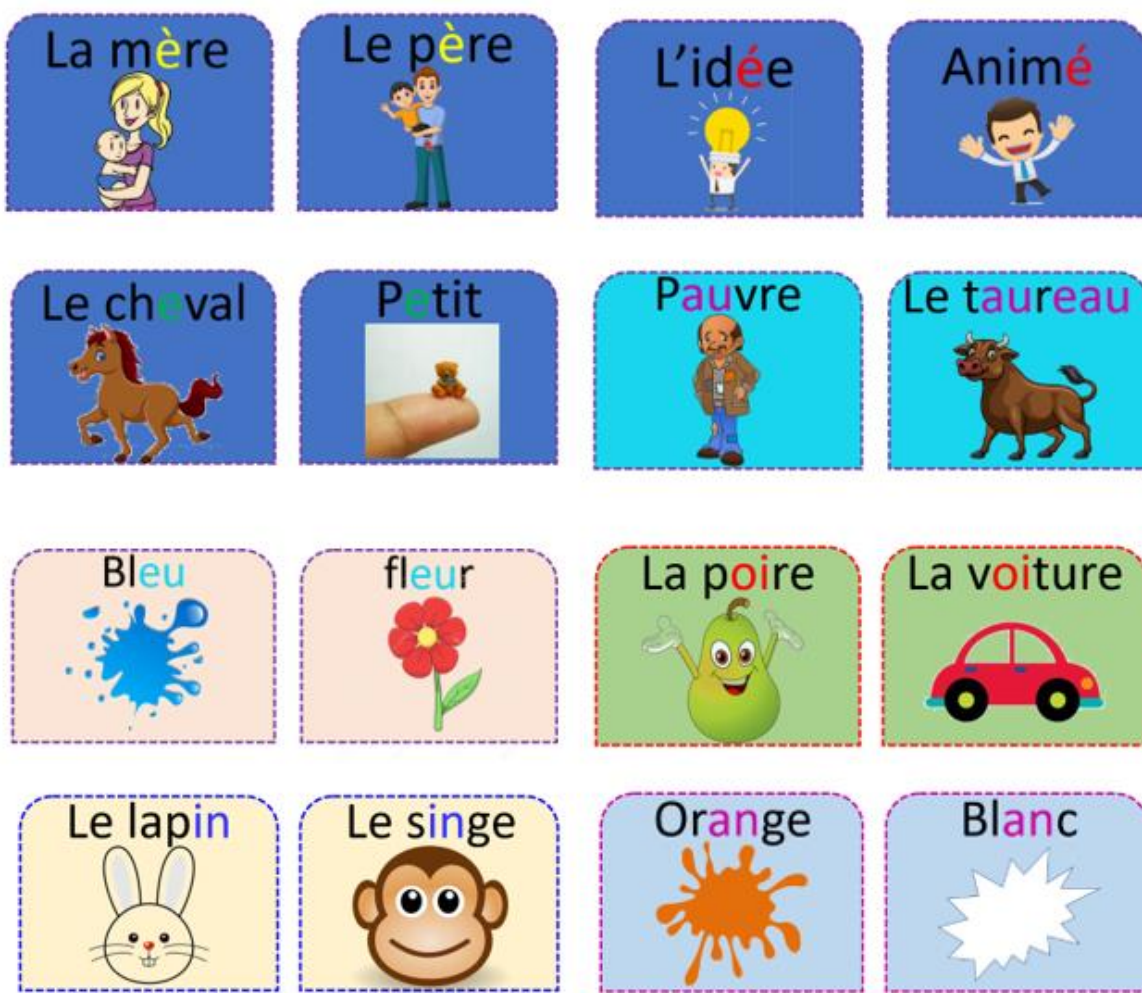 La mère
Le père
L'idée
Animé
Le cheval
Petit
Pauvre
Le taureau
Bleu
fleur
La poire
La voiture
Le lapin
Le singe
Orange
Blanc